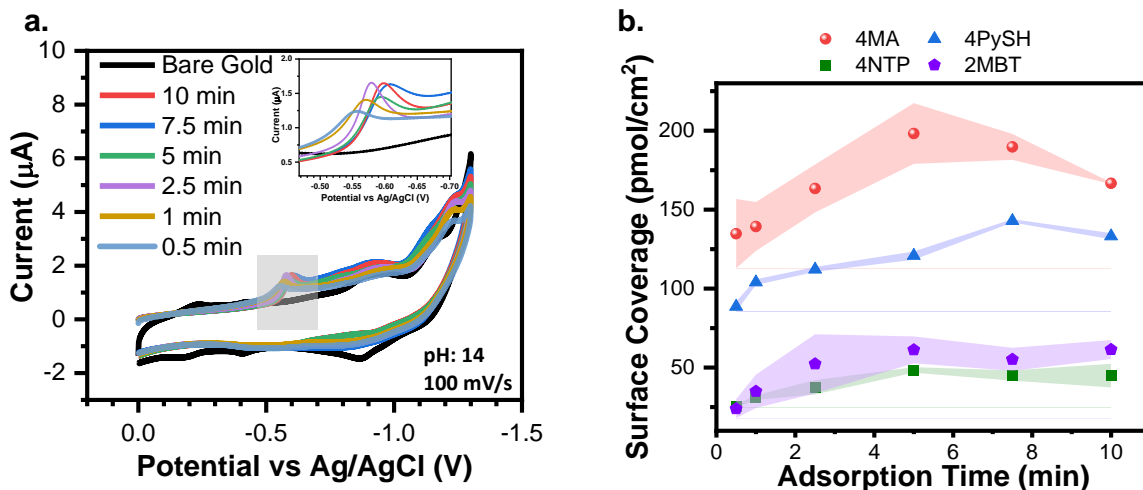 a.
Current (μA)
10
8
6
4
2
0
-2
0.0
-0.5
-1.0
-1.5
Potential vs Ag/AgCl (V)
Bare Gold
10 min
7.5 min
5 min
2.5 min
1 min
0.5 min
pH: 14
100 mV/s
Current (μA)
2.0
1.5
1.0
0.5
-0.50
-0.55
-0.60
-0.65
-0.70
Potential vs Ag/AgCl (V)
b.
4MA
4PySH
4NTP
2MBT
Surface Coverage (pmol/cm²)
200
150
100
50
0
2
4
6
8
10
Adsorption Time (min)